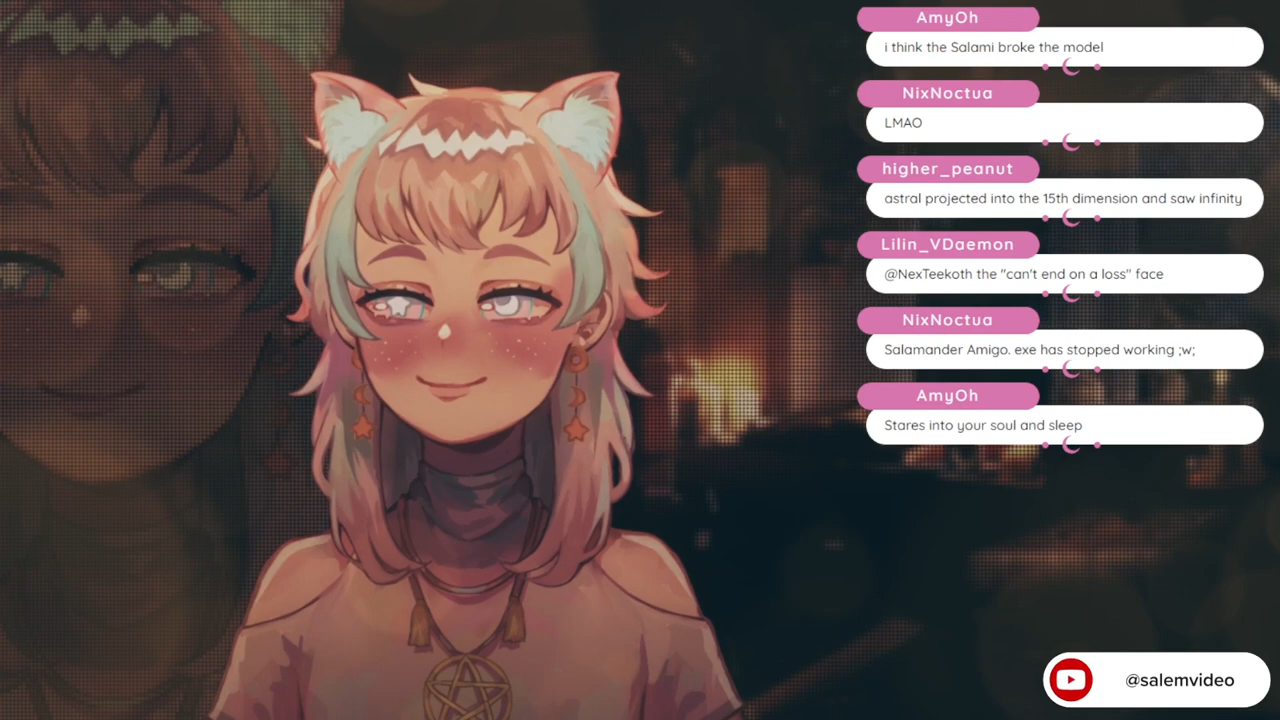 AmyOh
i think the Salami broke the model
NixNoctua
LMAO
higher_peanut
astral projected into the 15th dimension and saw infinity
Lilin_VDaemon
@NexTeekoth the "can't end on a loss" face
NixNoctua
Salamander Amigo. exe has stopped working ;w;
AmyOh
Stares into your soul and sleep
@salemvideo